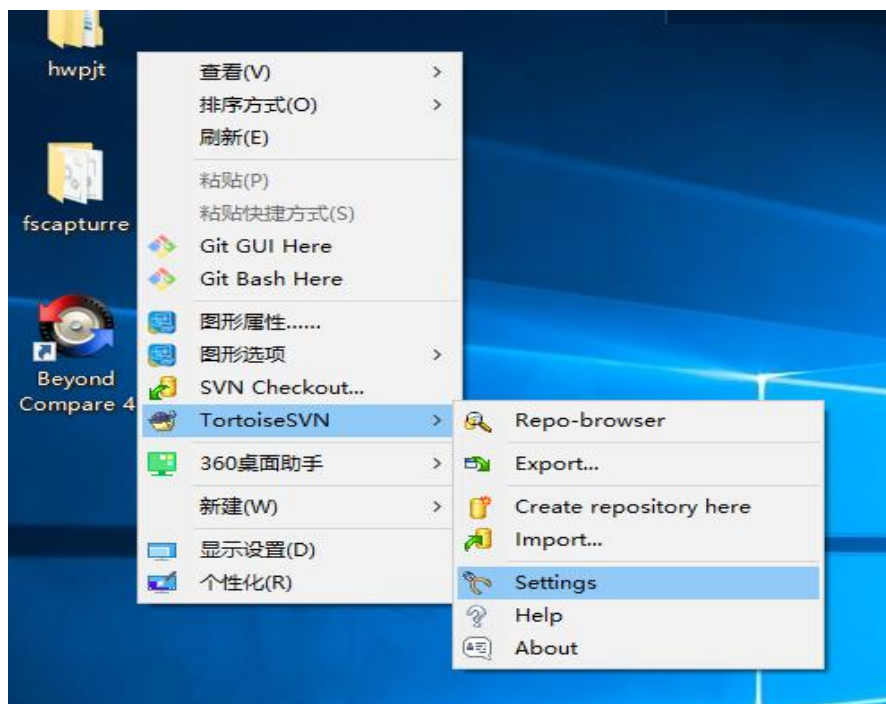 hwpjt
fscapturre
Beyond
Compare 4
查看(V)
排序方式(O)
刷新(E)
粘贴(P)
粘贴快捷方式(S)
Git GUI Here
Git Bash Here
图形属性......
图形选项
SVN Checkout...
TortoiseSVN
360桌面助手
新建(W)
显示设置(D)
个性化(R)
Repo-browser
Export...
Create repository here
Import...
Settings
Help
About